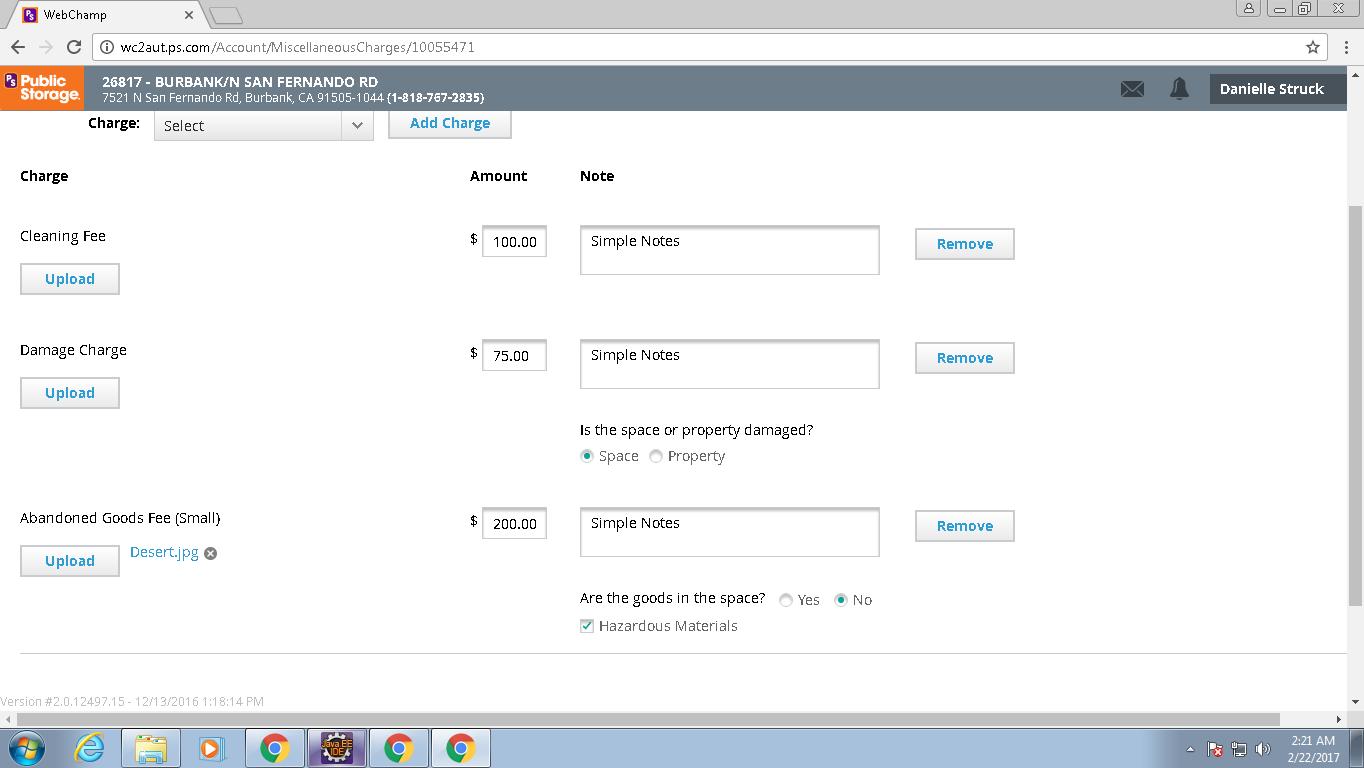 WebChamp
wc2aut.ps.com/Account/MiscellaneousCharges/10055471
Ps Public Storage
26817 - BURBANK/N SAN FERNANDO RD
7521 N San Fernando Rd, Burbank, CA 91505-1044 (1-818-767-2835)
Danielle Struck
Charge: Select Add Charge
Charge Amount Note
Cleaning Fee $ 100.00 Simple Notes Remove
Upload
Damage Charge $ 75.00 Simple Notes Remove
Upload
Is the space or property damaged?
Space Property
Abandoned Goods Fee (Small) $ 200.00 Simple Notes Remove
Upload Desert.jpg
Are the goods in the space? Yes No
Hazardous Materials
Version #2.0.12497.15 - 12/13/2016 1:18:14 PM
Java EE
IDE
2:21 AM
2/22/2017